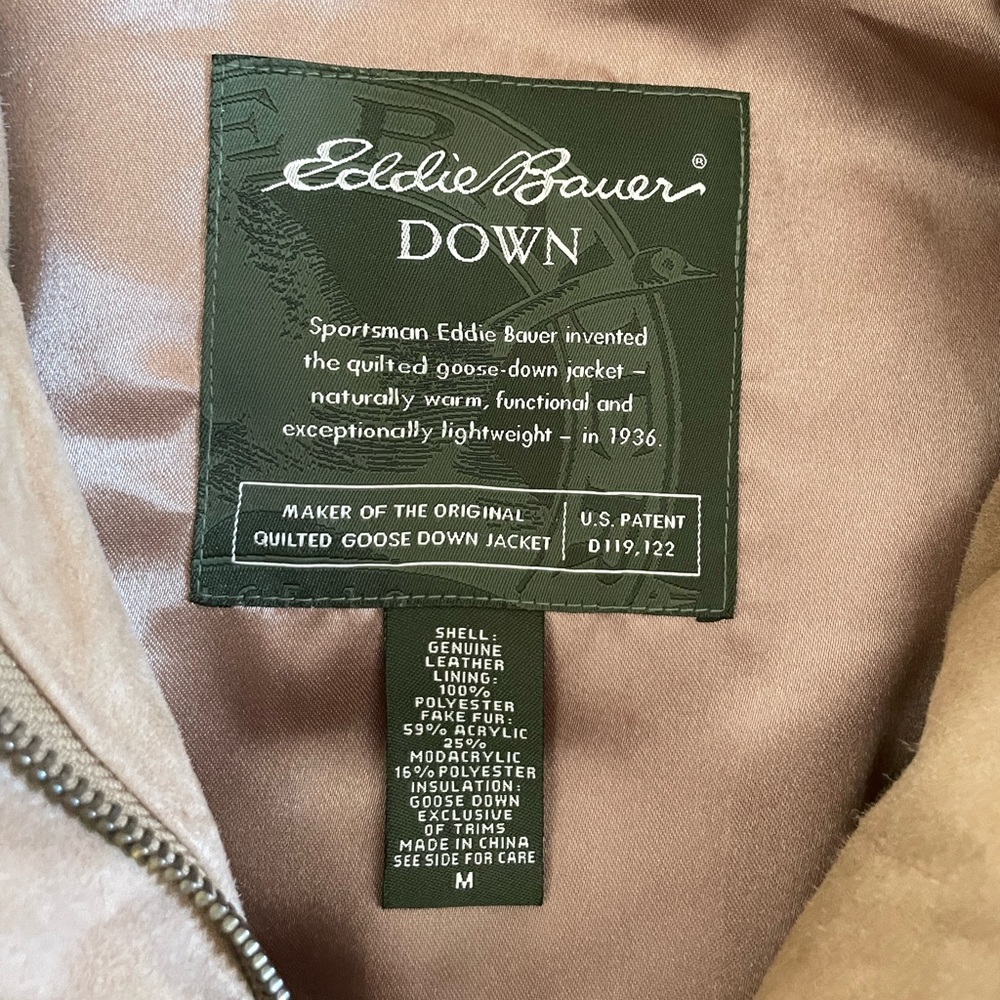 Eddie Bauer®
DOWN
Sportsman Eddie Bauer invented
the quilted goose-down jacket –
naturally warm, functional and
exceptionally lightweight – in 1936.
MAKER OF THE ORIGINAL
QUILTED GOOSE DOWN JACKET
U.S. PATENT
D119,122
SHELL:
GENUINE
LEATHER
LINING:
100%
POLYESTER
FAKE FUR:
59% ACRYLIC
25%
MODACRYLIC
16% POLYESTER
INSULATION:
GOOSE DOWN
EXCLUSIVE
OF TRIMS
MADE IN CHINA
SEE SIDE FOR CARE
M